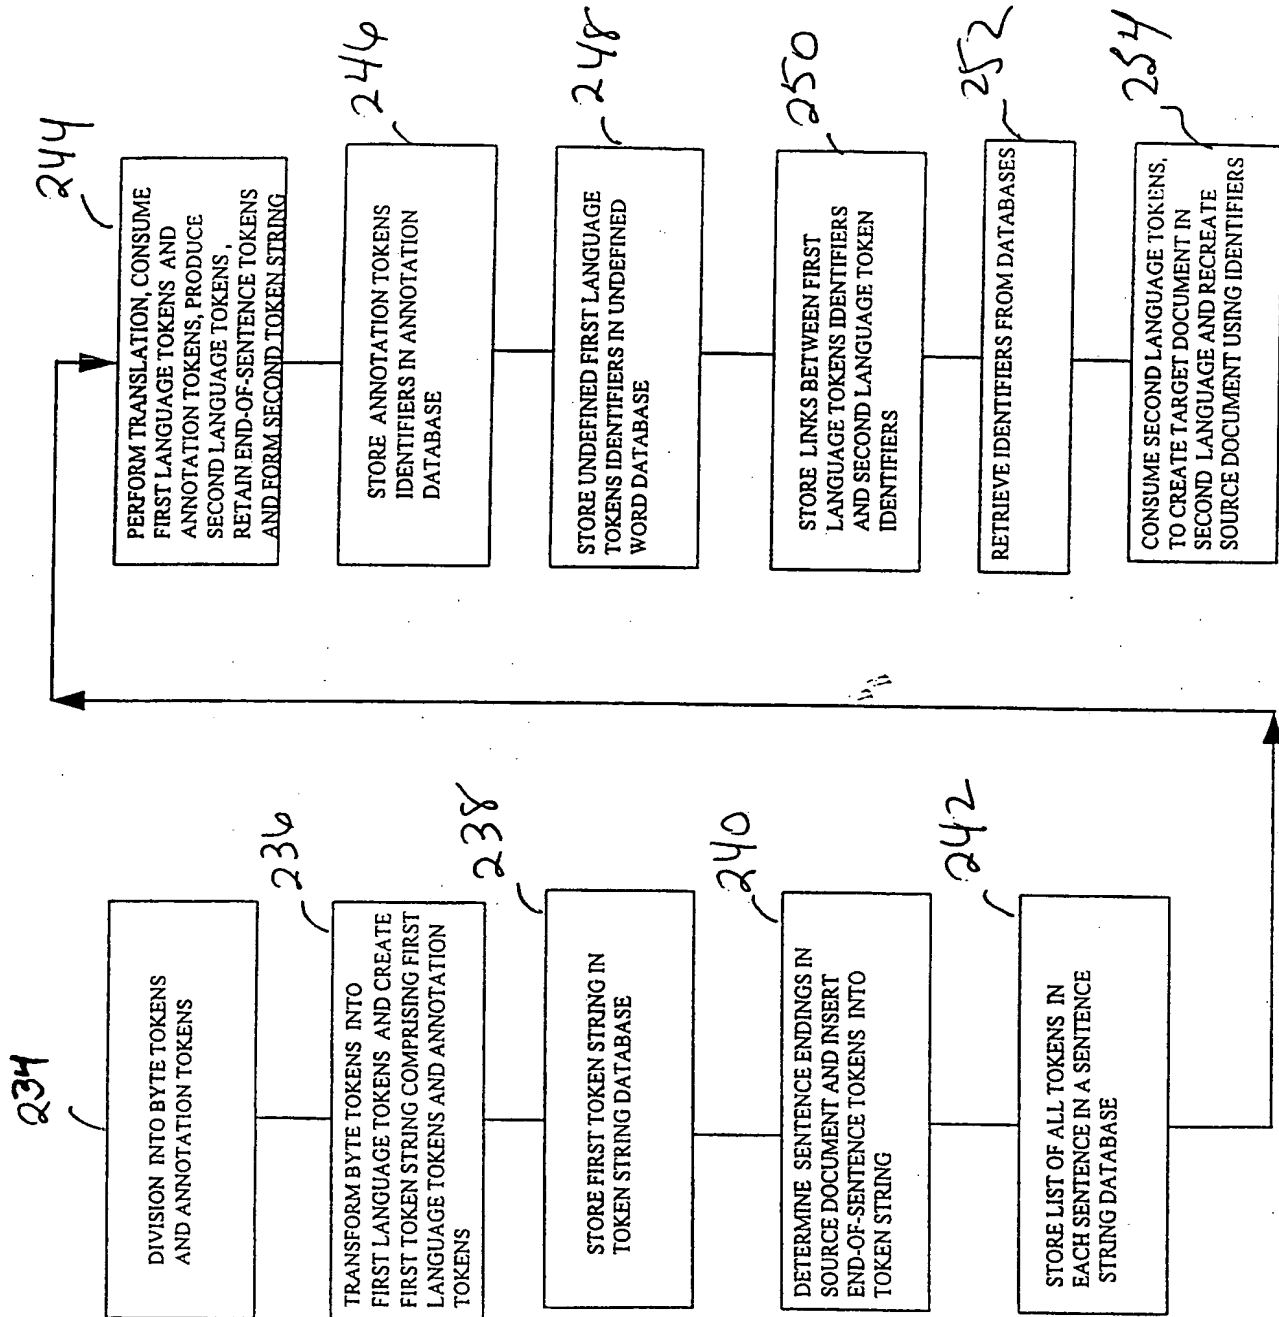 234
DIVISION INTO BYTE TOKENS
AND ANNOTATION TOKENS
236
TRANSFORM BYTE TOKENS INTO
FIRST LANGUAGE TOKENS AND CREATE
FIRST TOKEN STRING COMPRISING FIRST
LANGUAGE TOKENS AND ANNOTATION
TOKENS
238
STORE FIRST TOKEN STRING IN
TOKEN STRING DATABASE
240
DETERMINE SENTENCE ENDINGS IN
SOURCE DOCUMENT AND INSERT
END-OF-SENTENCE TOKENS INTO
TOKEN STRING
242
STORE LIST OF ALL TOKENS IN
EACH SENTENCE IN A SENTENCE
STRING DATABASE
244
PERFORM TRANSLATION, CONSUME
FIRST LANGUAGE TOKENS AND
ANNOTATION TOKENS, PRODUCE
SECOND LANGUAGE TOKENS,
RETAIN END-OF-SENTENCE TOKENS
AND FORM SECOND TOKEN STRING
246
STORE ANNOTATION TOKENS
IDENTIFIERS IN ANNOTATION
DATABASE
248
STORE UNDEFINED FIRST LANGUAGE
TOKENS IDENTIFIERS IN UNDEFINED
WORD DATABASE
250
STORE LINKS BETWEEN FIRST
LANGUAGE TOKENS IDENTIFIERS
AND SECOND LANGUAGE TOKEN
IDENTIFIERS
252
RETRIEVE IDENTIFIERS FROM DATABASES
254
CONSUME SECOND LANGUAGE TOKENS,
TO CREATE TARGET DOCUMENT IN
SECOND LANGUAGE AND RECREATE
SOURCE DOCUMENT USING IDENTIFIERS